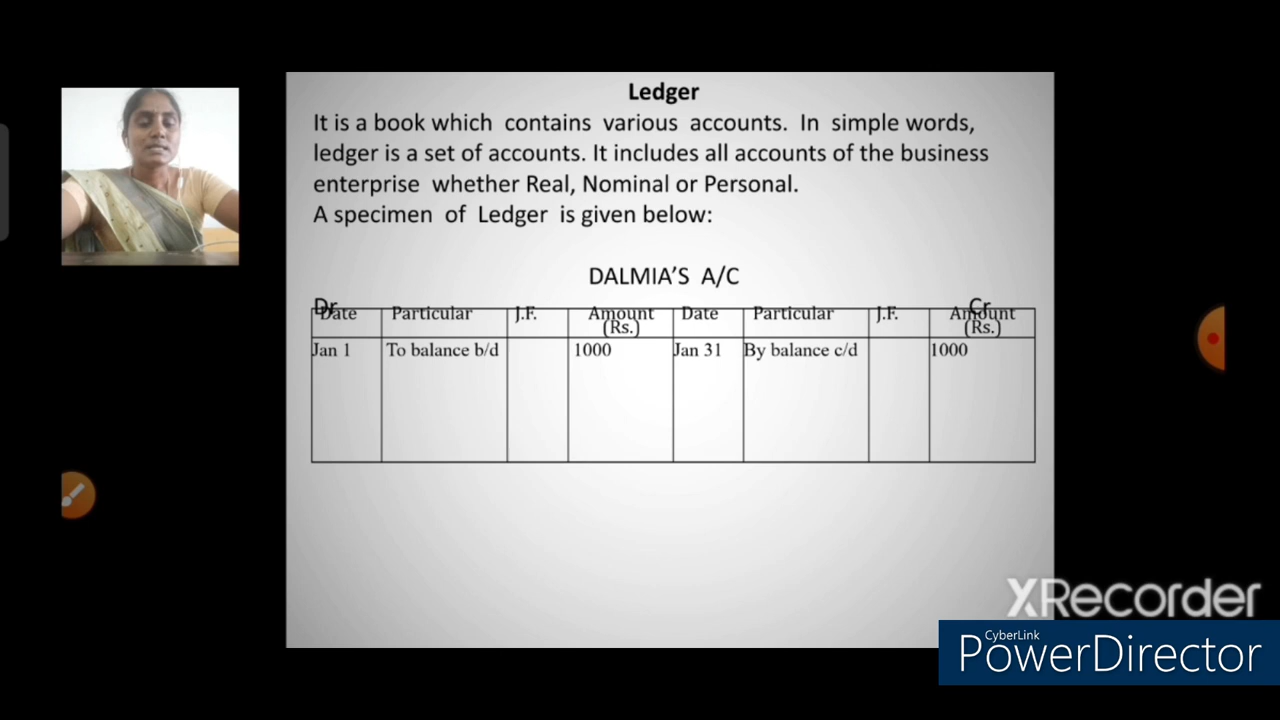 Ledger
It is a book which contains various accounts. In simple words,
ledger is a set of accounts. It includes all accounts of the business
enterprise whether Real, Nominal or Personal.
A specimen of Ledger is given below:
DALMIA'S A/C
Dr Cr
Date Particular J.F. Amount (Rs.) Date Particular J.F. Amount (Rs.)
Jan 1 To balance b/d 1000 Jan 31 By balance c/d 1000
XRecorder
CyberLink
PowerDirector